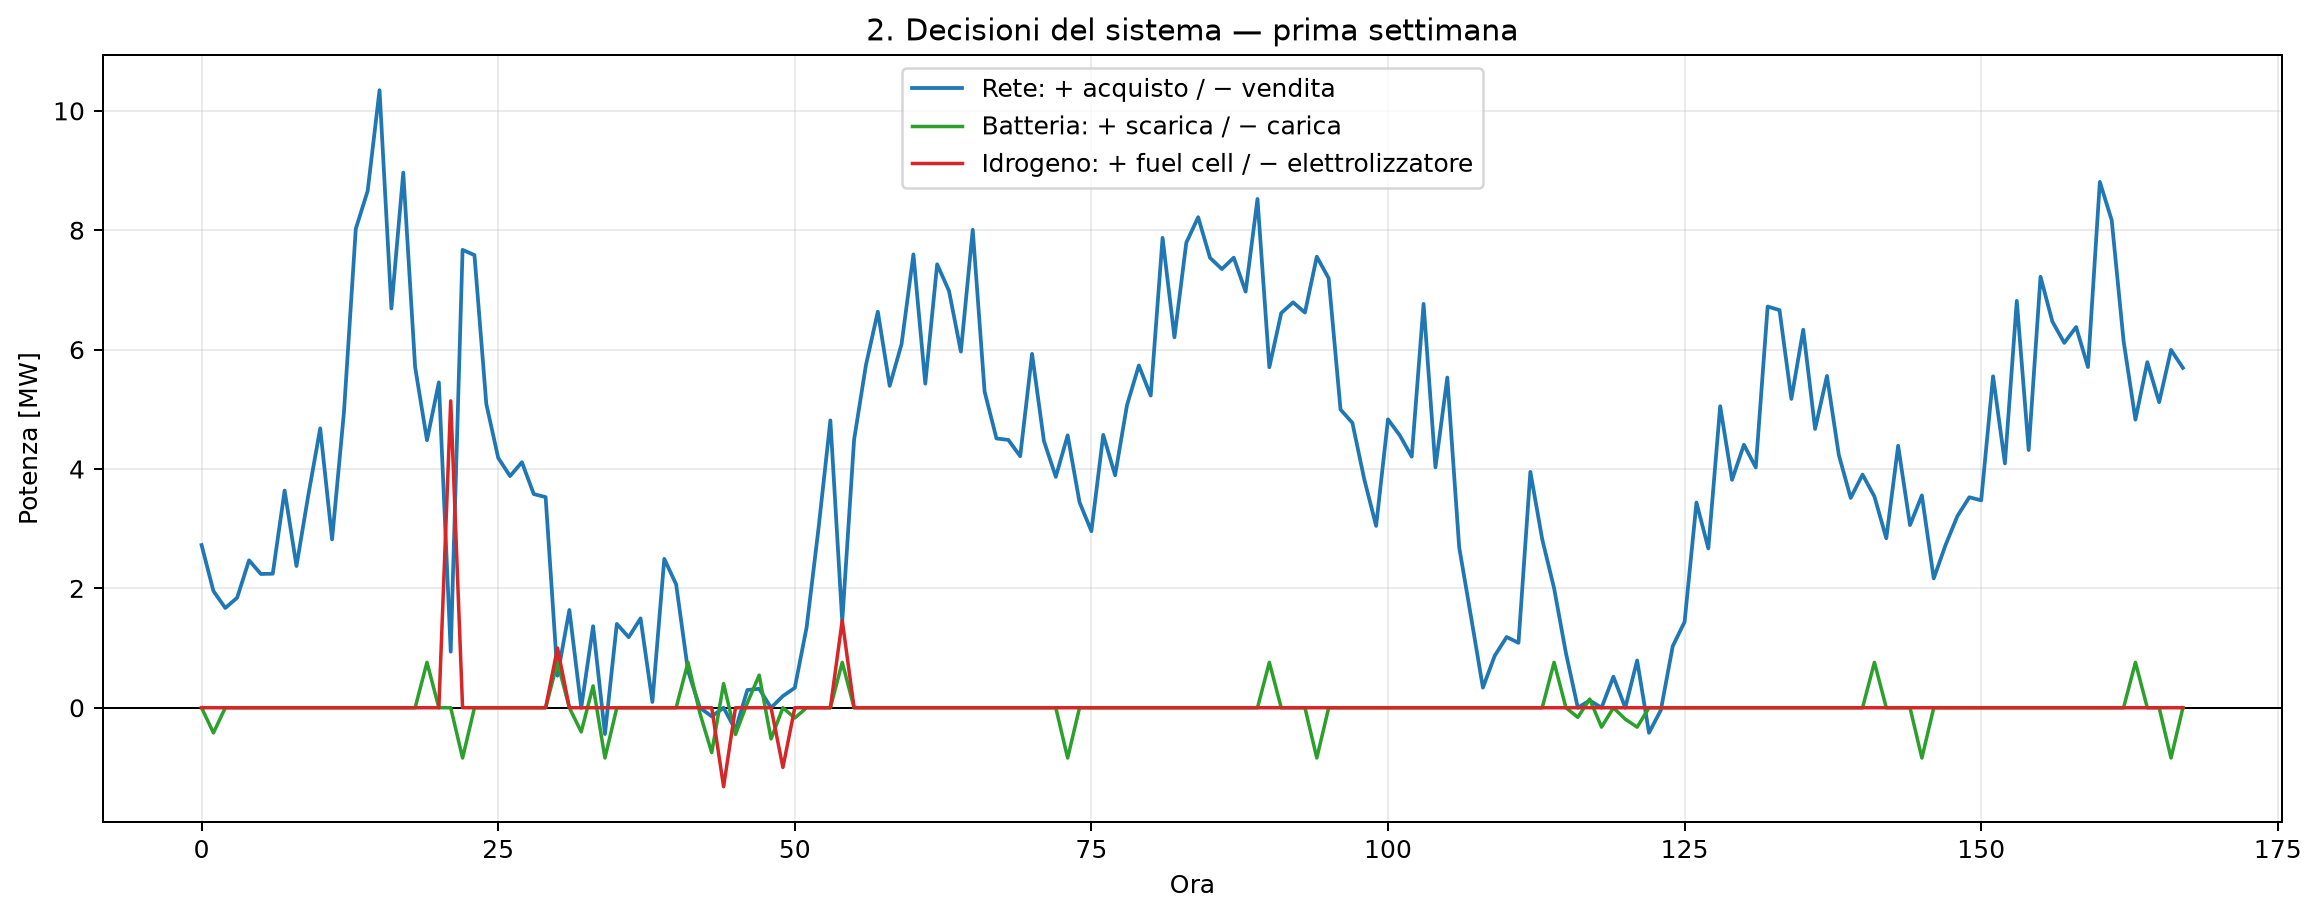 2. Decisioni del sistema — prima settimana
Rete: + acquisto / − vendita
Batteria: + scarica / − carica
Idrogeno: + fuel cell / − elettrolizzatore
Potenza [MW]
10
8
6
4
2
0
0 25 50 75 100 125 150 175
Ora